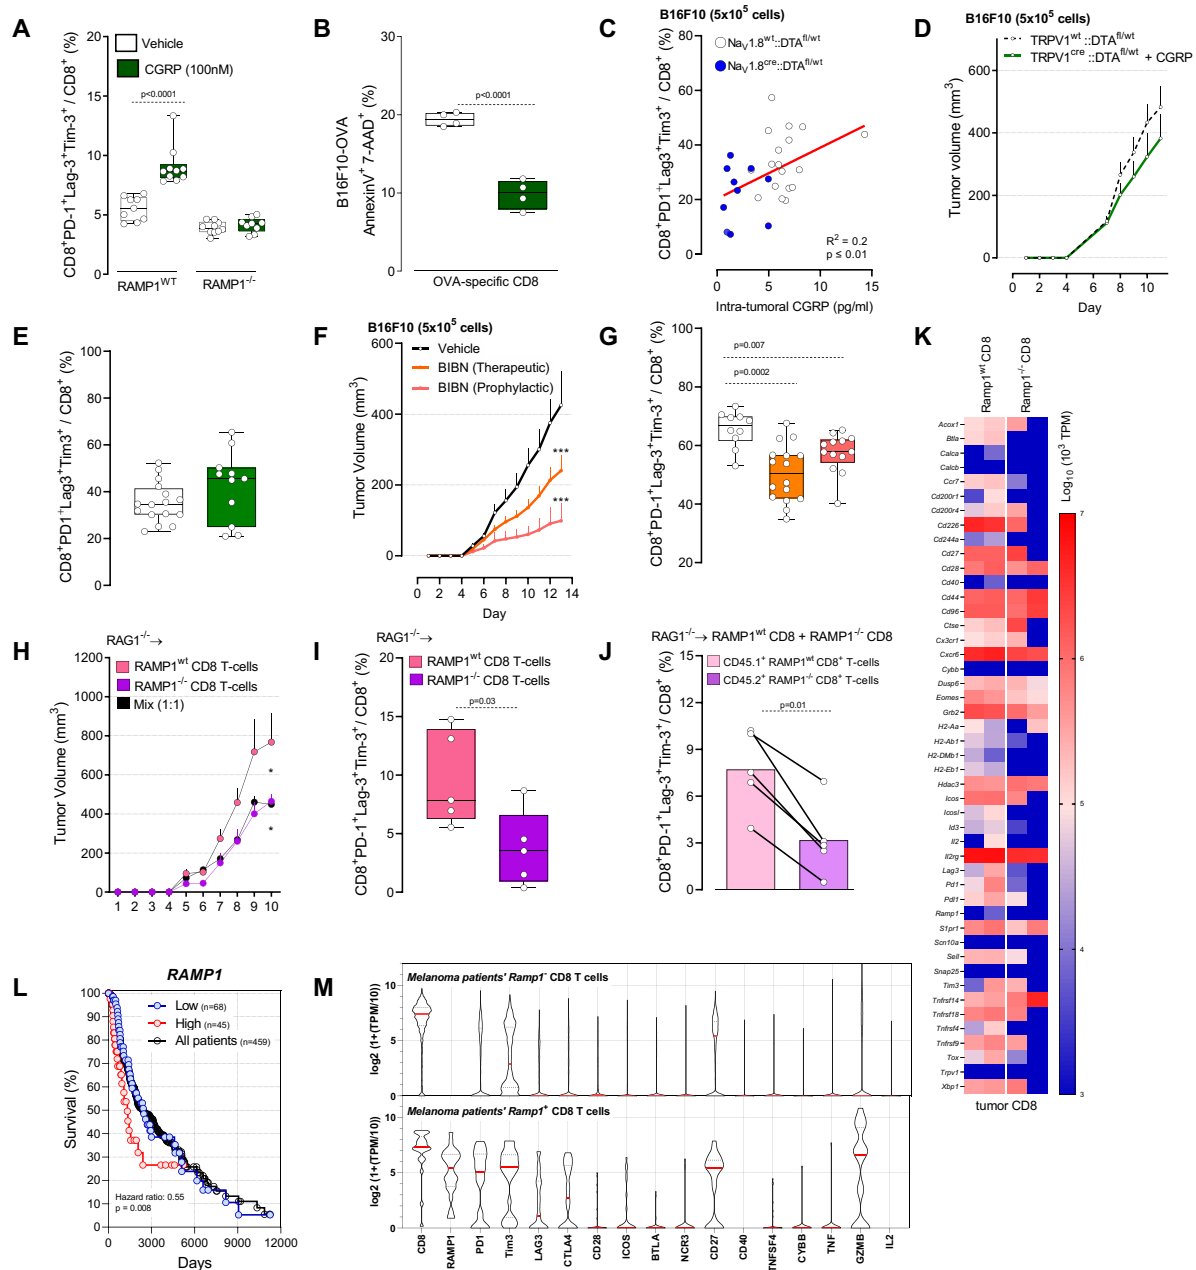 A
CD8+PD-1+Lag-3+Tim-3+ / CD8+ (%)
20
15
10
5
0
Vehicle
CGRP (100nM)
p<0.0001
RAMP1WT
RAMP1-/-
B
B16F10-OVA
AnnexinV+ 7-AAD+ (%)
30
20
10
0
p<0.0001
OVA-specific CD8
C
B16F10 (5x10^5 cells)
CD8+PD1+Lag3+Tim3+ / CD8+ (%)
80
60
40
20
0
NaV1.8wt::DTAfl/wt
NaV1.8cre::DTAfl/wt
R2 = 0.2
p ≤ 0.01
0 5 10 15
Intra-tumoral CGRP (pg/ml)
D
B16F10 (5x10^5 cells)
TRPV1wt::DTAfl/wt
TRPV1cre::DTAfl/wt + CGRP
Tumor volume (mm3)
600
400
200
0
0 2 4 6 8 10
Day
E
CD8+PD1+Lag3+Tim3+ / CD8+ (%)
100
80
60
40
20
0
F
B16F10 (5x10^5 cells)
Vehicle
BIBN (Therapeutic)
BIBN (Prophylactic)
Tumor Volume (mm3)
600
400
200
0
***
***
0 2 4 6 8 10 12 14
Day
G
CD8+PD-1+Lag-3+Tim-3+ / CD8+ (%)
100
80
60
40
20
p=0.007
p=0.0002
K
Ramp1wt CD8
Ramp1-/- CD8
Acox1
Btla
Calca
Calcb
Ccr7
Cd200r1
Cd200r4
Cd226
Cd244a
Cd27
Cd28
Cd40
Cd44
Cd96
Ctse
Cx3cr1
Cxcr6
Cybb
Dusp6
Eomes
Grb2
H2-Aa
H2-Ab1
H2-DMb1
H2-Eb1
Hdac3
Icos
Icosl
Id3
Il2
Il2rg
Lag3
Pd1
Pdl1
Ramp1
S1pr1
Scn10a
Sell
Snap25
Tim3
Tnfrsf14
Tnfrsf18
Tnfrsf4
Tnfrsf9
Tox
Trpv1
Xbp1
tumor CD8
Log10 (10^3 TPM)
7
6
5
4
3
H
RAG1-/-→
RAMP1wt CD8 T-cells
RAMP1-/- CD8 T-cells
Mix (1:1)
Tumor Volume (mm3)
1200
1000
800
600
400
200
0
*
*
1 2 3 4 5 6 7 8 9 10
I
RAG1-/-→
RAMP1wt CD8 T-cells
RAMP1-/- CD8 T-cells
CD8+PD-1+Lag-3+Tim-3+/ CD8+ (%)
20
15
10
5
0
p=0.03
J
RAG1-/-→ RAMP1wt CD8 + RAMP1-/- CD8
CD45.1+ RAMP1wt CD8+ T-cells
CD45.2+ RAMP1-/- CD8+ T-cells
CD8+PD-1+Lag-3+Tim-3+/ CD8+ (%)
15
12
9
6
3
0
p=0.01
L
RAMP1
Low (n=68)
High (n=45)
All patients (n=459)
Survival (%)
100
90
80
70
60
50
40
30
20
10
0
Hazard ratio: 0.55
p = 0.008
0 3000 6000 9000 12000
Days
M
Melanoma patients' Ramp1- CD8 T cells
log2 (1+(TPM/10))
10
5
0
Melanoma patients' Ramp1+ CD8 T cells
log2 (1+(TPM/10))
10
5
0
CD8
RAMP1
PD1
Tim3
LAG3
CTLA4
CD28
ICOS
BTLA
NCR3
CD27
CD40
TNFSF4
CYBB
TNF
GZMB
IL2